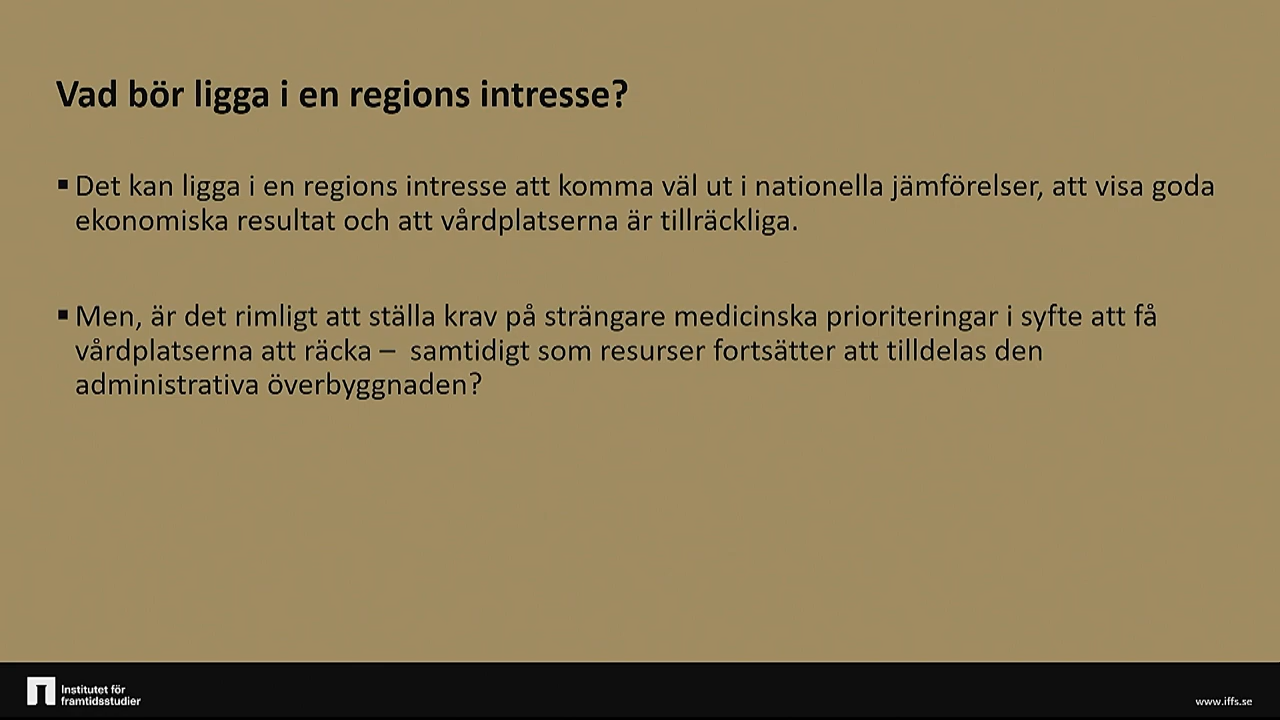 Vad bör ligga i en regions intresse?
▪ Det kan ligga i en regions intresse att komma väl ut i nationella jämförelser, att visa goda
ekonomiska resultat och att vårdplatserna är tillräckliga.
▪ Men, är det rimligt att ställa krav på strängare medicinska prioriteringar i syfte att få
vårdplatserna att räcka – samtidigt som resurser fortsätter att tilldelas den
administrativa överbyggnaden?
Institutet för
framtidsstudier
www.iffs.se